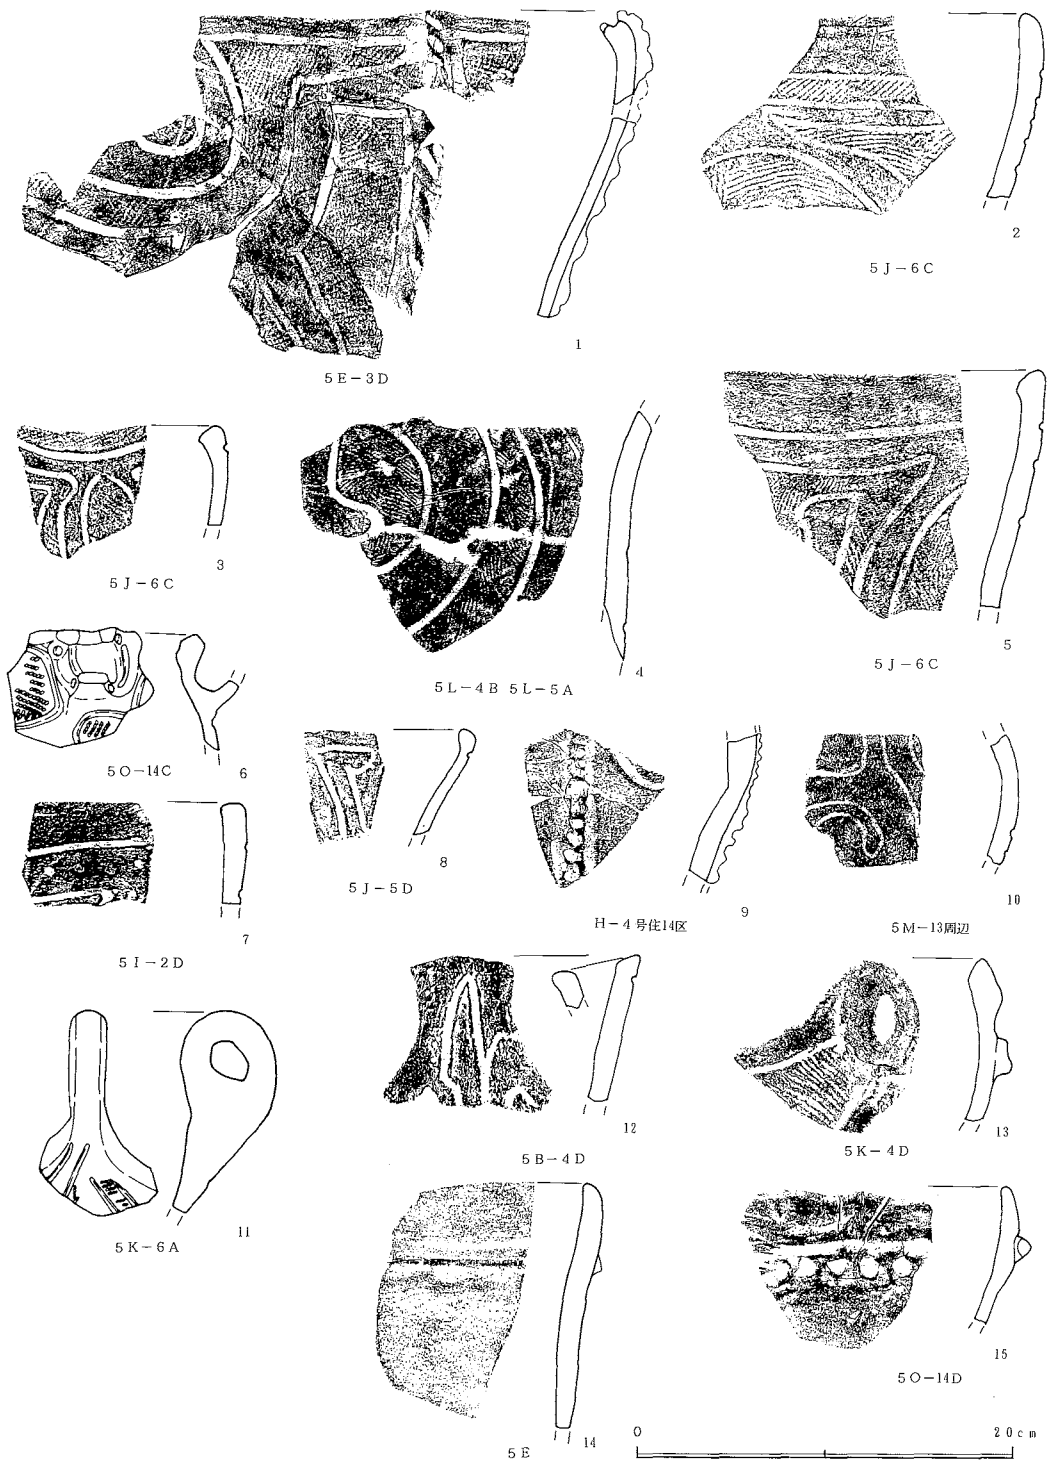 1
5E-3D
2
5J-6C
3
5J-6C
4
5L-4B 5L-5A
5
5J-6C
6
5O-14C
7
5I-2D
8
5J-5D
9
H-4号住14区
10
5M-13周辺
11
5K-6A
12
5B-4D
13
5K-4D
14
5E
15
5O-14D
0 20cm